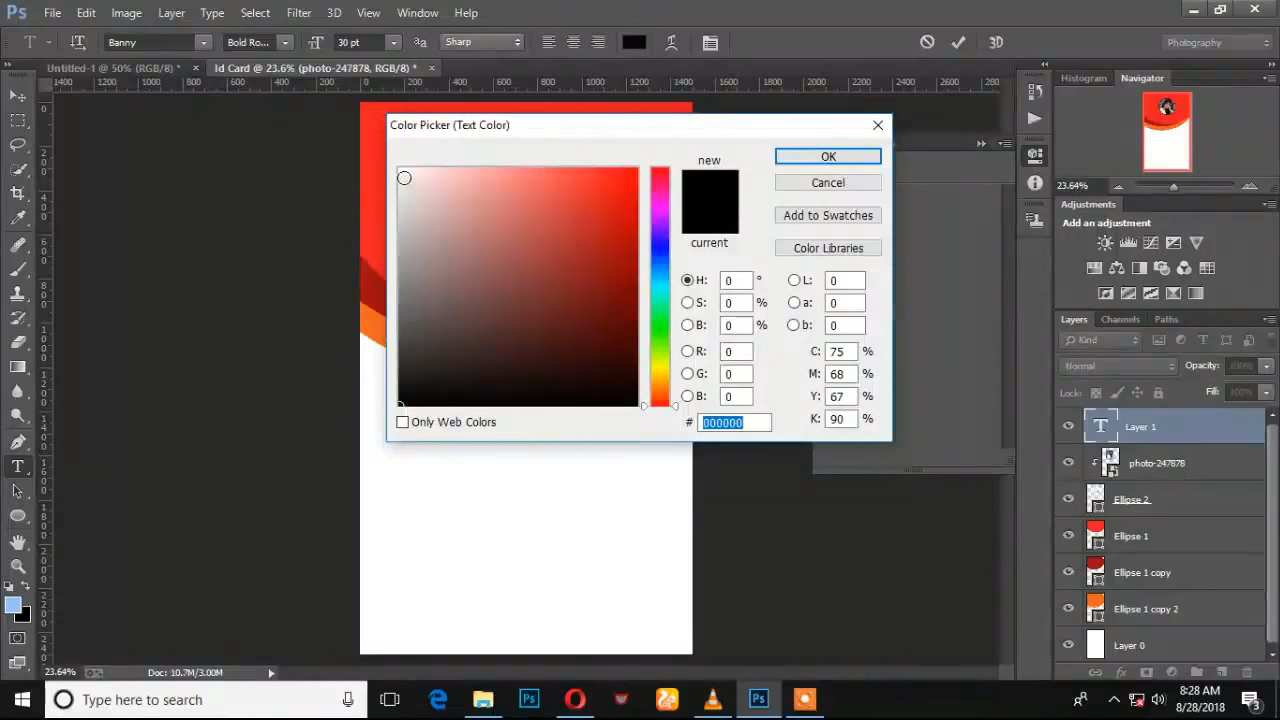 Ps File Edit Image Layer Type Select Filter 3D View Window Help
T Banny Bold Ro... 30 pt aa Sharp 3D Photography
Untitled-1 @ 50% (RGB/8) * × Id Card @ 23.6% (photo-247878, RGB/8) * ×
1400 1200 1000 800 600 400 200 0 200 400 600 800 1000 1200 1400 1600 1800 2000 2200 2400 2600 280
Histogram Navigator
23.64%
Adjustments
Add an adjustment
Color Picker (Text Color)
new
current
OK
Cancel
Add to Swatches
Color Libraries
H: 0 ° L: 0
S: 0 % a: 0
B: 0 % b: 0
R: 0 C: 75 %
G: 0 M: 68 %
B: 0 Y: 67 %
# 000000 K: 90 %
Only Web Colors
Layers Channels Paths
Kind
Normal Opacity: 100%
Lock: Fill: 100%
T Layer 1
photo-247878
Ellipse 2
Ellipse 1
Ellipse 1 copy
Ellipse 1 copy 2
Layer 0
23.64% Doc: 10.7M/3.00M
Type here to search
8:28 AM
8/28/2018
3